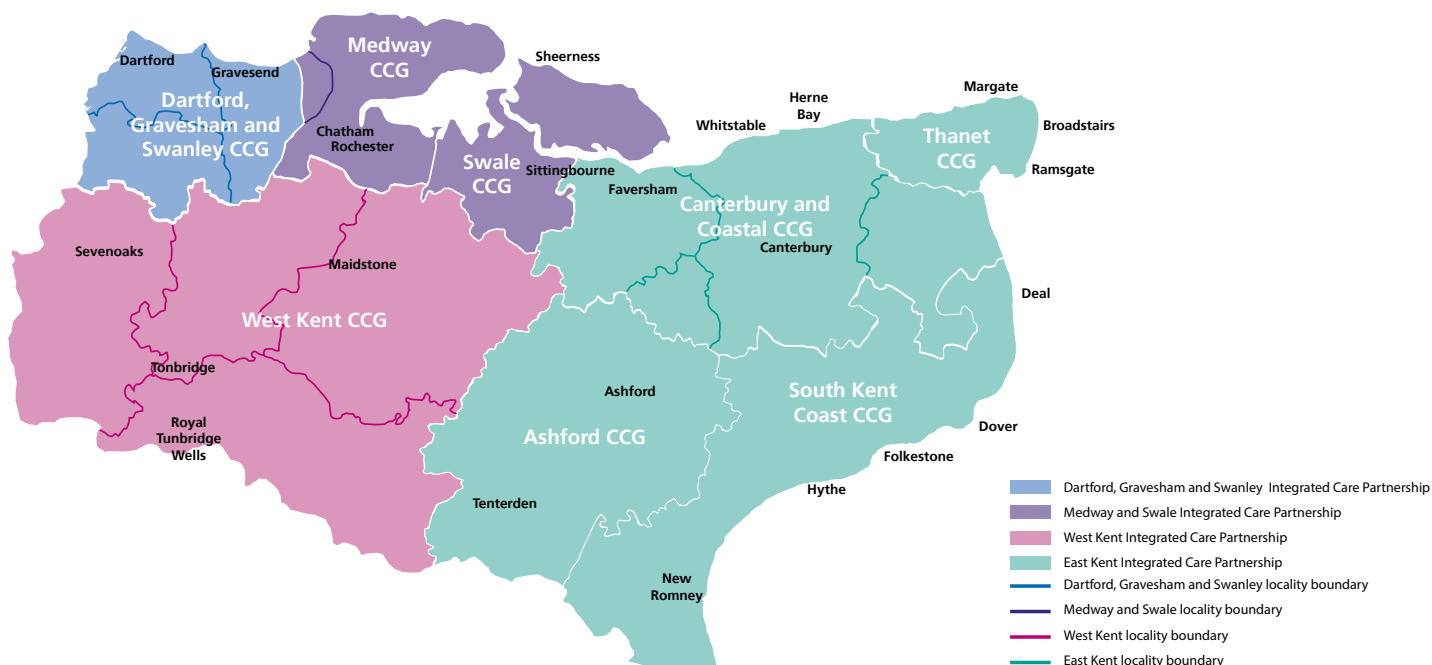 Medway
CCG
Sheerness
Dartford
Gravesend
Dartford,
Gravesham and
Swanley CCG
Chatham
Rochester
Swale
CCG
Sittingbourne
Margate
Herne
Bay
Whitstable
Thanet
CCG
Broadstairs
Ramsgate
Faversham
Canterbury and
Coastal CCG
Canterbury
Sevenoaks
Maidstone
West Kent CCG
Deal
Tonbridge
Royal
Tunbridge
Wells
Ashford
Ashford CCG
South Kent
Coast CCG
Dover
Folkestone
Hythe
Tenterden
New
Romney
Dartford, Gravesham and Swanley Integrated Care Partnership
Medway and Swale Integrated Care Partnership
West Kent Integrated Care Partnership
East Kent Integrated Care Partnership
Dartford, Gravesham and Swanley locality boundary
Medway and Swale locality boundary
West Kent locality boundary
East Kent locality boundary